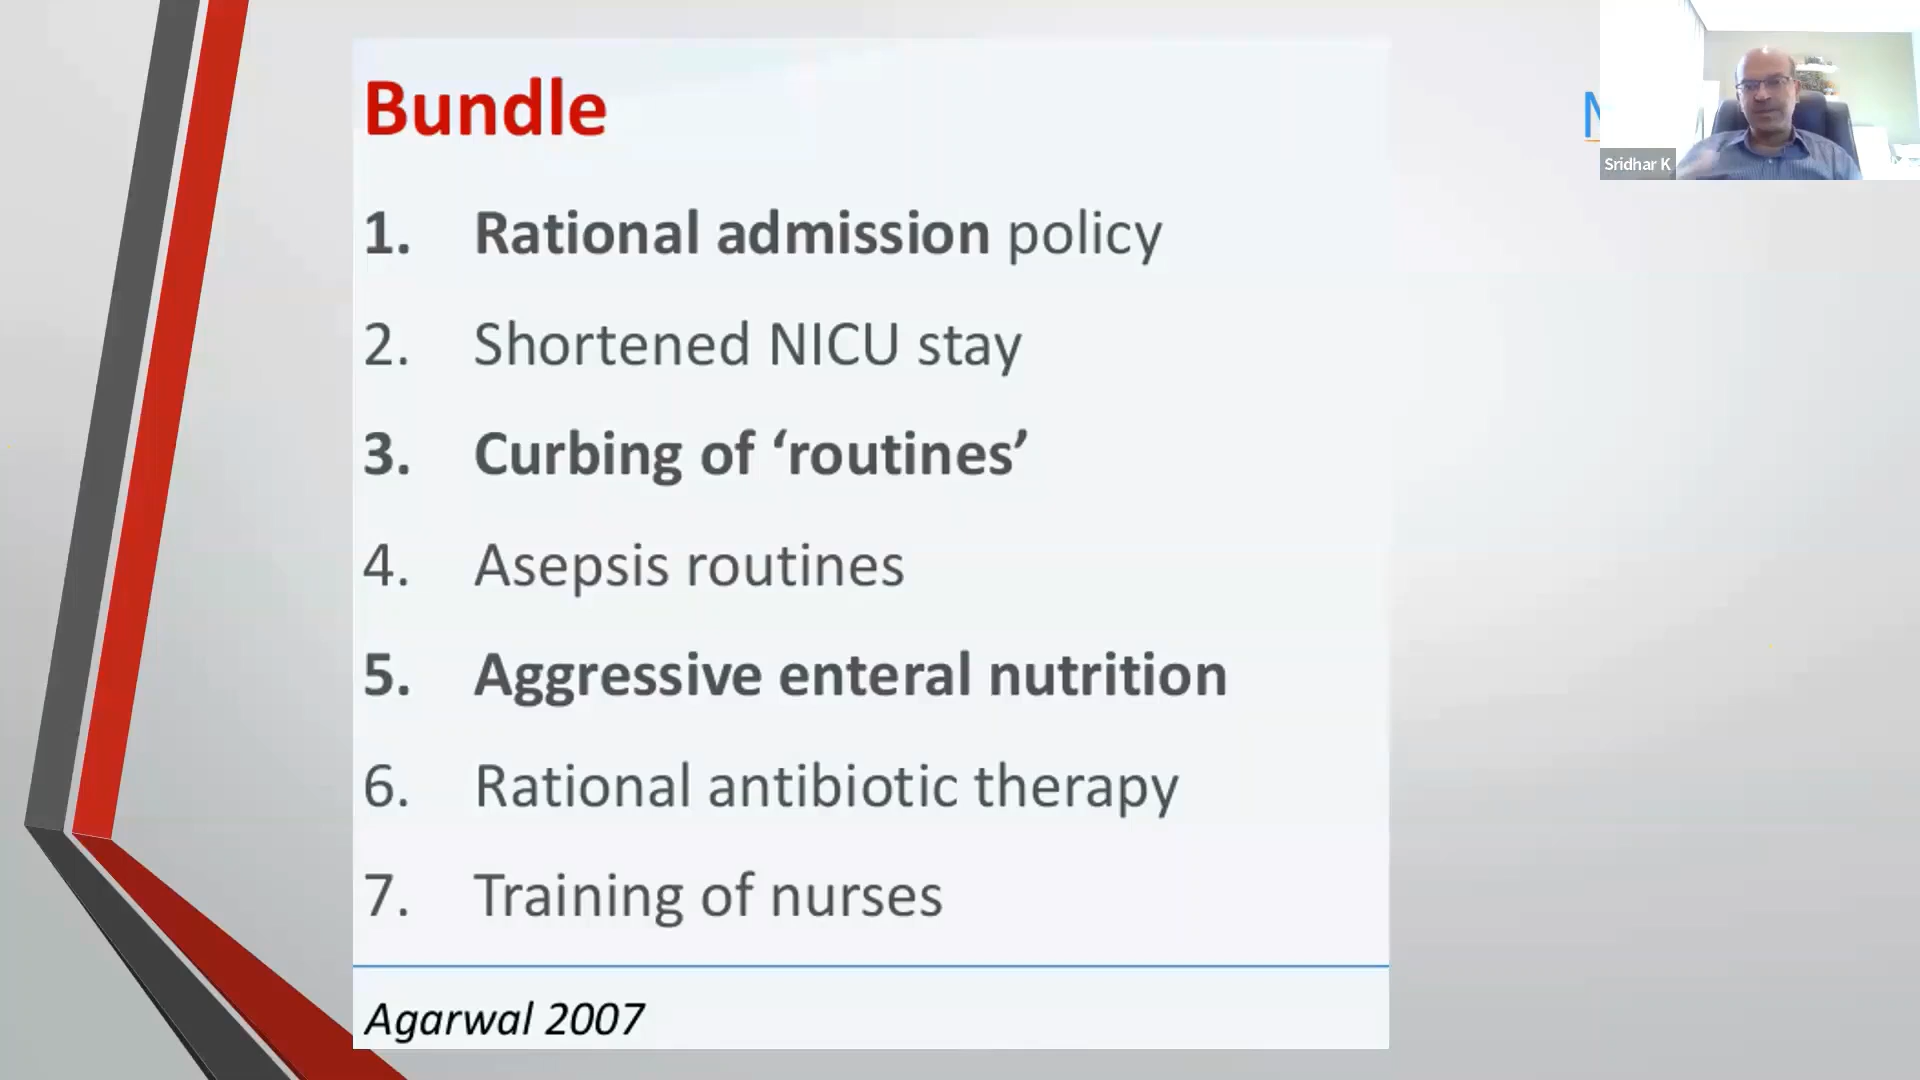 Bundle
1. Rational admission policy
2. Shortened NICU stay
3. Curbing of ‘routines’
4. Asepsis routines
5. Aggressive enteral nutrition
6. Rational antibiotic therapy
7. Training of nurses
Agarwal 2007
Sridhar K